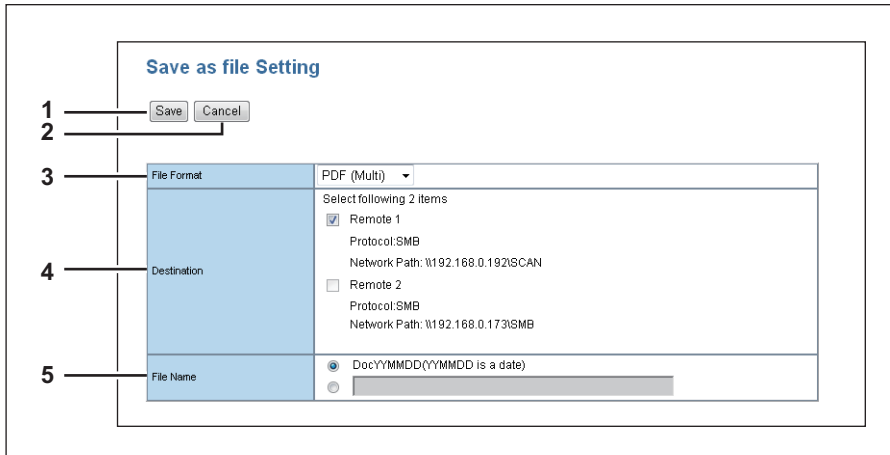 Save as file Setting
1
Save Cancel
2
3
File Format
PDF (Multi)
Select following 2 items
Remote 1
Protocol:SMB
Network Path: \\192.168.0.192\SCAN
4
Destination
Remote 2
Protocol:SMB
Network Path: \\192.168.0.173\SMB
5
File Name
DocYYMMDD(YYMMDD is a date)